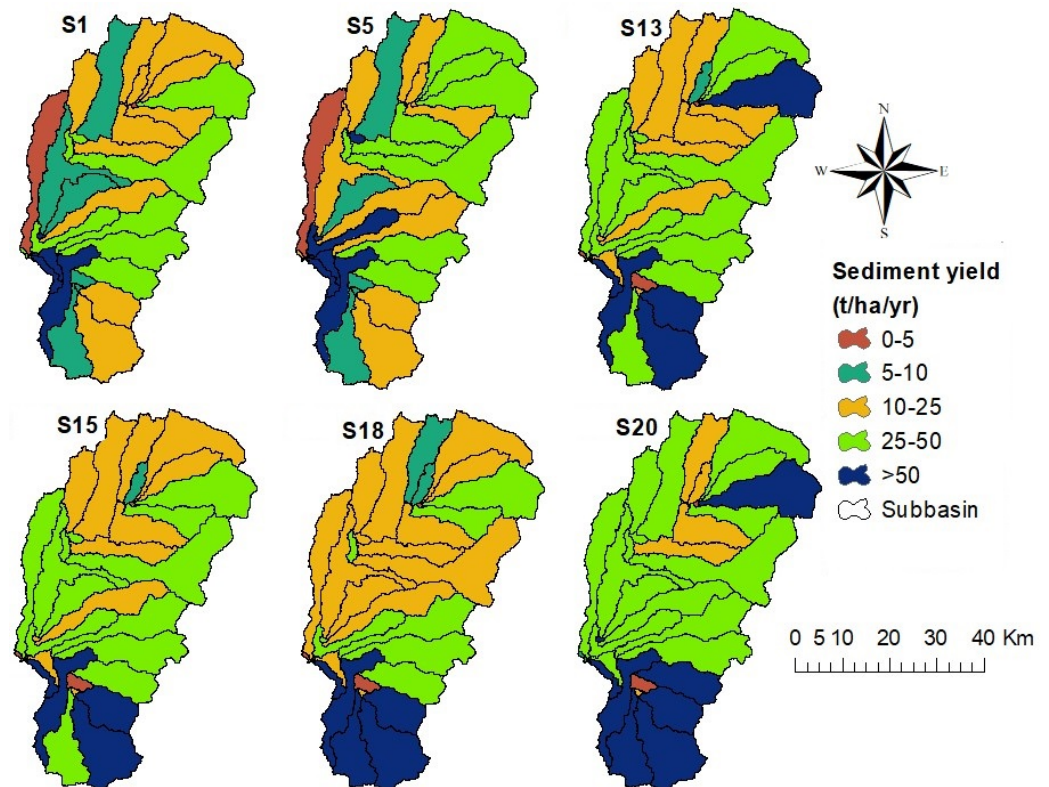 S1
S5
S13
N
W
E
S
Sediment yield
(t/ha/yr)
0-5
5-10
10-25
25-50
>50
Subbasin
S15
S18
S20
0 5 10 20 30 40 Km